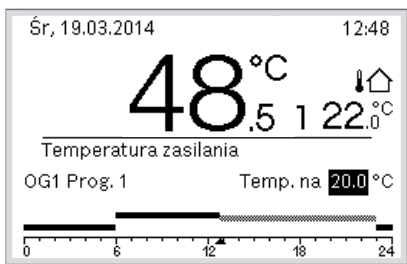 Śr, 19.03.2014 12:48
48.5 °C 1 22.0 °C
Temperatura zasilania
OG1 Prog. 1 Temp. na 20.0 °C
0 6 12 18 24